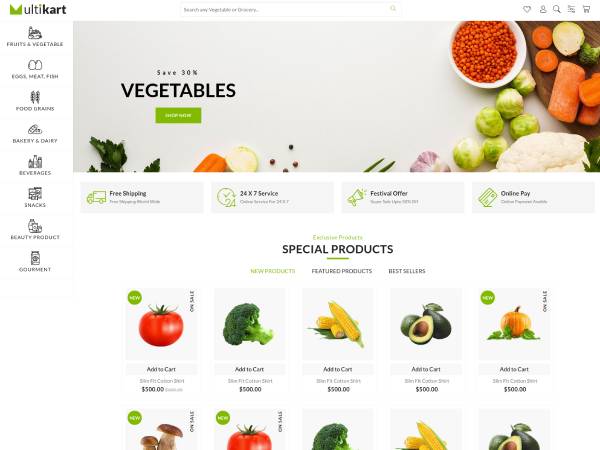 Multikart
Search any Vegetable or Grocery..
FRUITS & VEGETABLE
EGGS, MEAT, FISH
FOOD GRAINS
BAKERY & DAIRY
BEVERAGES
SNACKS
BEAUTY PRODUCT
GOURMENT
Save 30%
VEGETABLES
SHOP NOW
Free Shipping
Free Shipping World Wide
24 X 7 Service
Online Service For 24 X 7
Festival Offer
Super Sale Upto 50% Off
Online Pay
Online Payment Avaible
Exclusive Products
SPECIAL PRODUCTS
NEW PRODUCTS FEATURED PRODUCTS BEST SELLERS
NEW ON SALE NEW ON SALE
Add to Cart Add to Cart Add to Cart Add to Cart Add to Cart
Slim Fit Cotton Shirt Slim Fit Cotton Shirt Slim Fit Cotton Shirt Slim Fit Cotton Shirt Slim Fit Cotton Shirt
$500.00 $500.00 $500.00 $500.00 $500.00
ON SALE NEW ON SALE